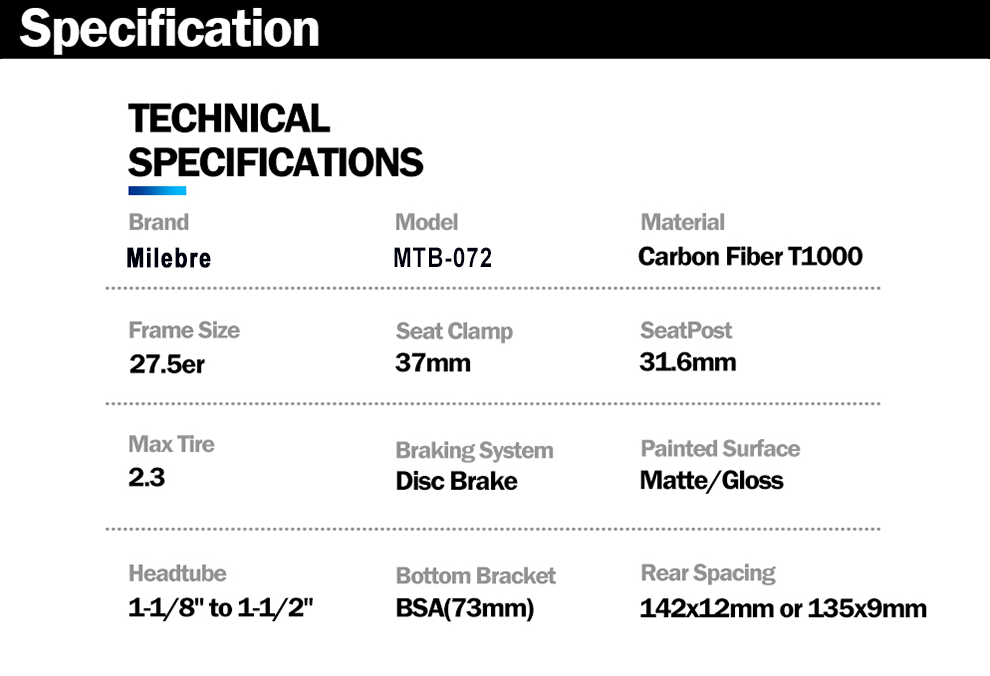 Specification
TECHNICAL
SPECIFICATIONS
Brand Model Material
Milebre MTB-072 Carbon Fiber T1000
Frame Size Seat Clamp SeatPost
27.5er 37mm 31.6mm
Max Tire Braking System Painted Surface
2.3 Disc Brake Matte/Gloss
Headtube Bottom Bracket Rear Spacing
1-1/8" to 1-1/2" BSA(73mm) 142x12mm or 135x9mm